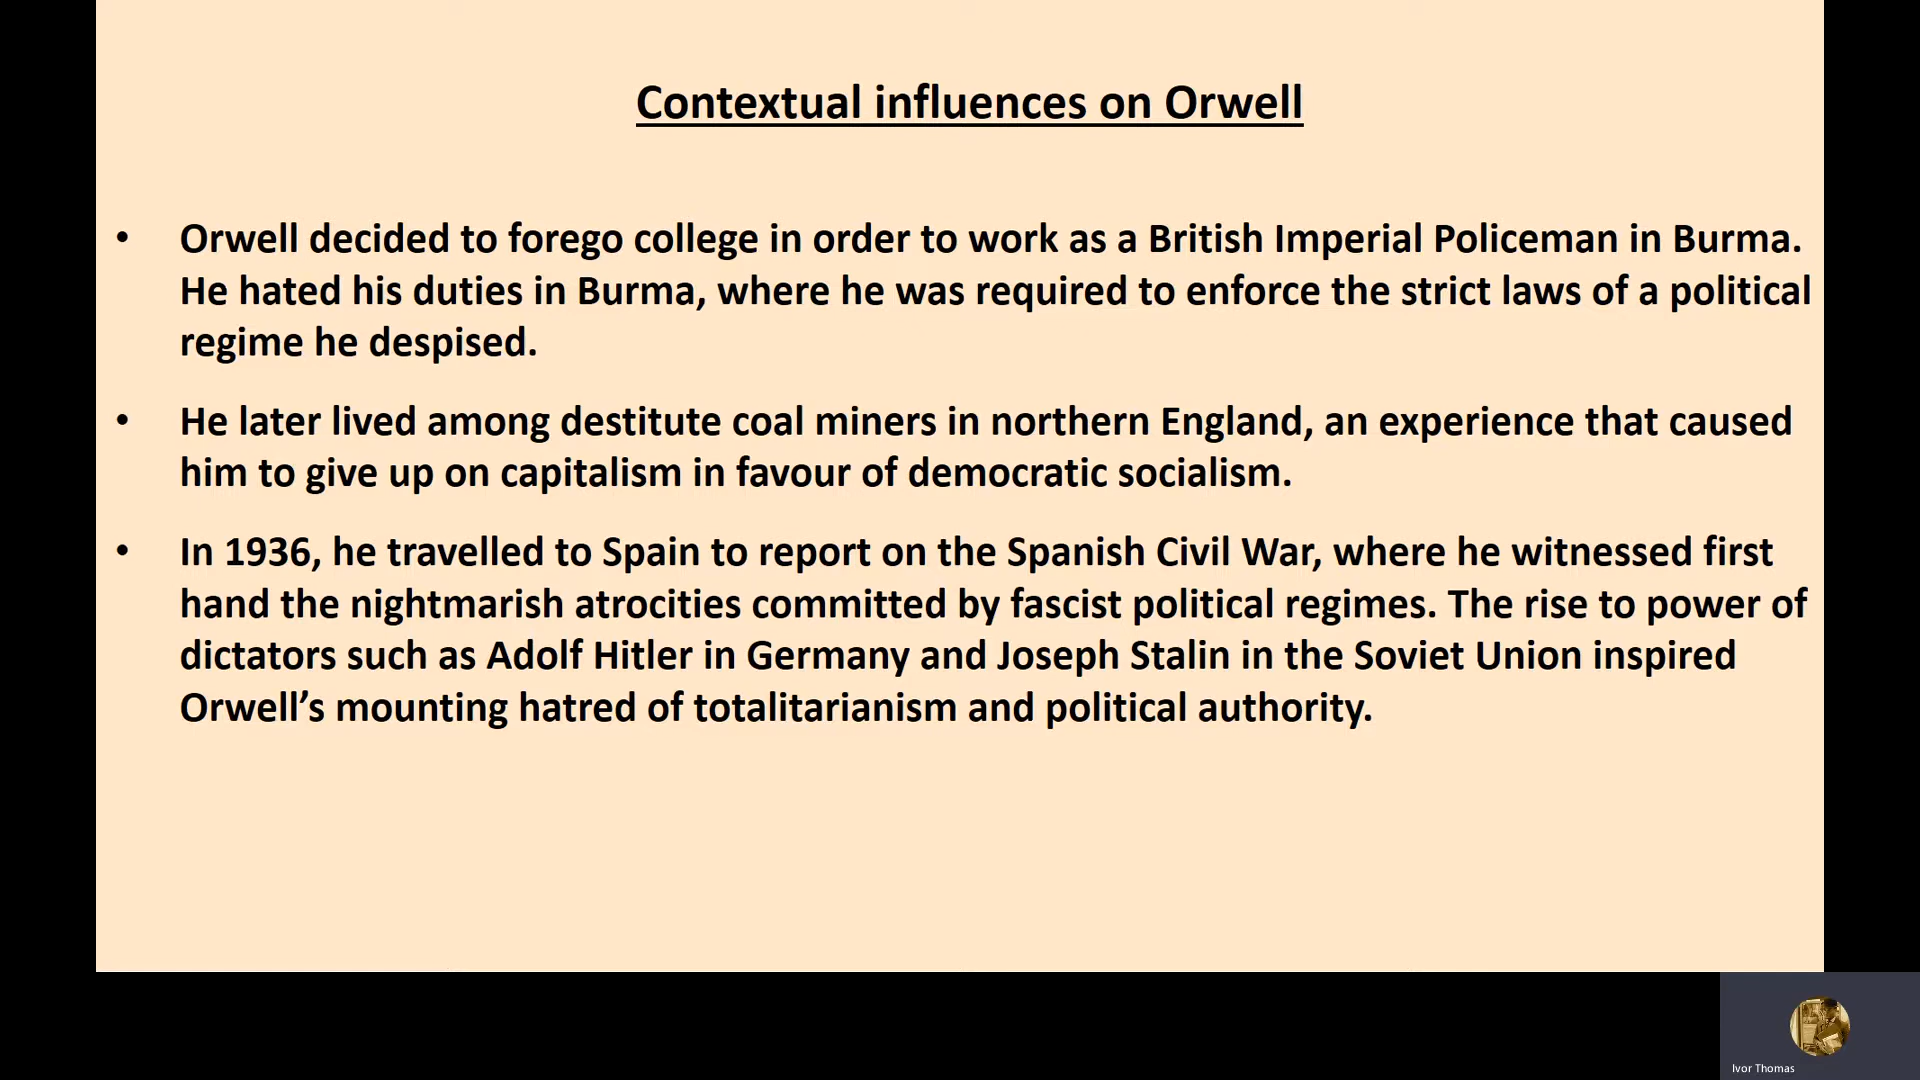 Contextual influences on Orwell
• Orwell decided to forego college in order to work as a British Imperial Policeman in Burma.
He hated his duties in Burma, where he was required to enforce the strict laws of a political
regime he despised.
• He later lived among destitute coal miners in northern England, an experience that caused
him to give up on capitalism in favour of democratic socialism.
• In 1936, he travelled to Spain to report on the Spanish Civil War, where he witnessed first
hand the nightmarish atrocities committed by fascist political regimes. The rise to power of
dictators such as Adolf Hitler in Germany and Joseph Stalin in the Soviet Union inspired
Orwell’s mounting hatred of totalitarianism and political authority.
Ivor Thomas